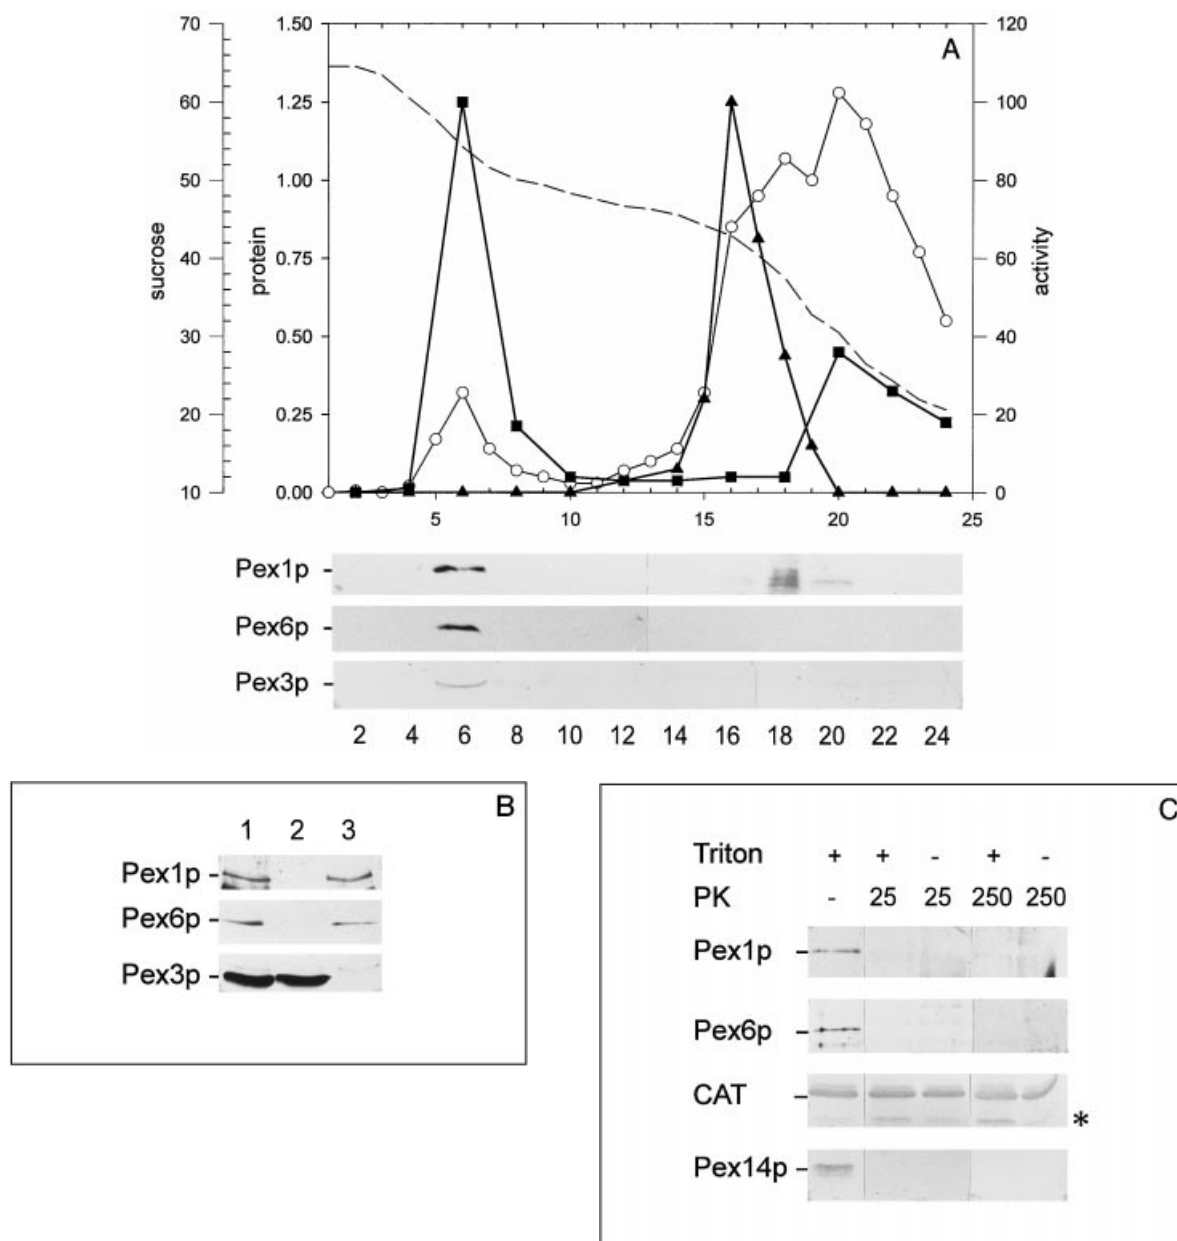 A
70 1.50 120
60 1.25 100
50 1.00 80
40 0.75 60
30 0.50 40
20 0.25 20
10 0.00 0
sucrose
protein
activity
5 10 15 20 25
Pex1p
Pex6p
Pex3p
2 4 6 8 10 12 14 16 18 20 22 24
B
1 2 3
Pex1p
Pex6p
Pex3p
C
Triton + + - + -
PK - 25 25 250 250
Pex1p
Pex6p
CAT *
Pex14p